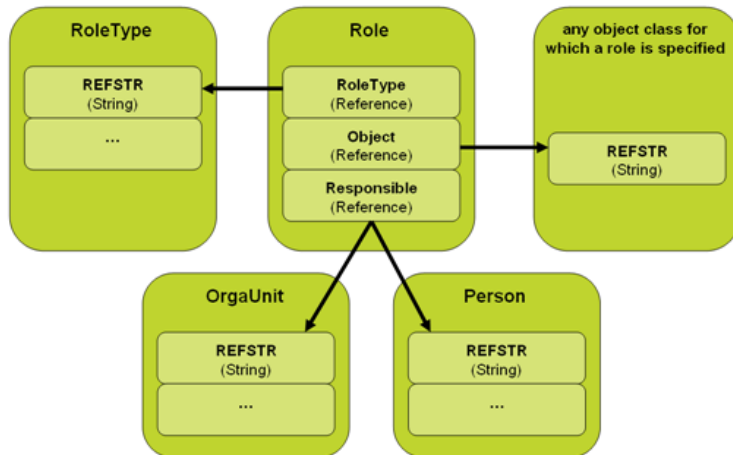 RoleType
REFSTR
(String)
...
Role
RoleType
(Reference)
Object
(Reference)
Responsible
(Reference)
any object class for
which a role is specified
REFSTR
(String)
OrgaUnit
REFSTR
(String)
...
Person
REFSTR
(String)
...